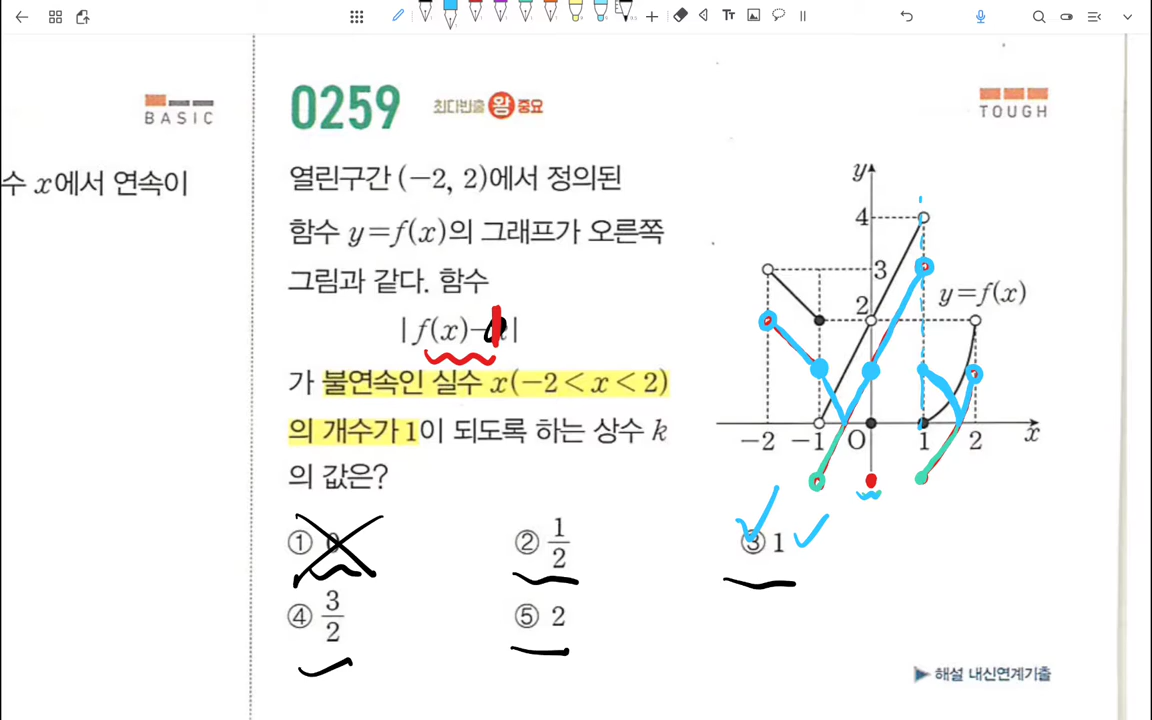 BASIC
수 x에서 연속이
0259 최다빈출 왕 중요
TOUGH
열린구간 (−2, 2)에서 정의된
함수 y=f(x)의 그래프가 오른쪽
그림과 같다. 함수
|f(x)−|
가 불연속인 실수 x(−2<x<2)
의 개수가 1이 되도록 하는 상수 k
의 값은?
① 0
② 1/2
③ 1
④ 3/2
⑤ 2
y
4
3
2
y=f(x)
−2 −1 O 1 2 x
▶ 해설 내신연계기출
Tт